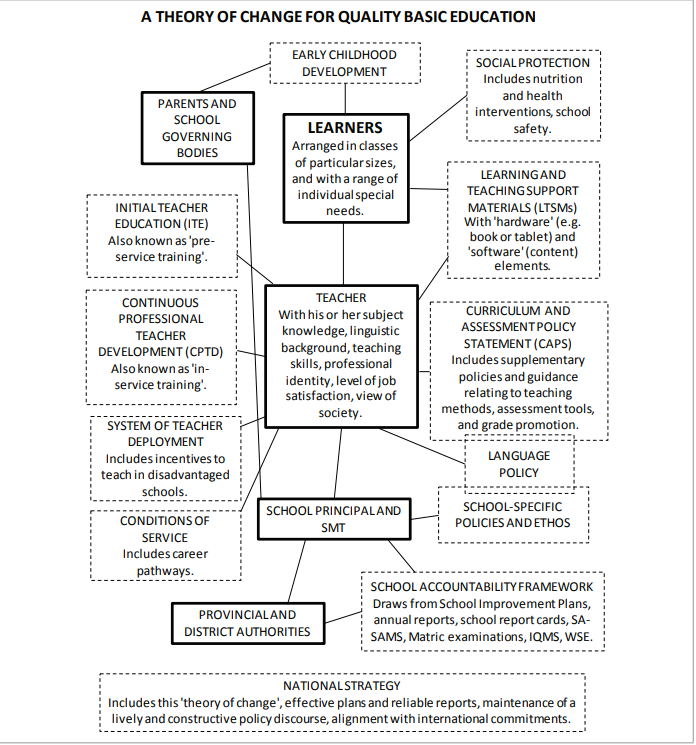 A THEORY OF CHANGE FOR QUALITY BASIC EDUCATION
EARLY CHILDHOOD
DEVELOPMENT
SOCIAL PROTECTION
Includes nutrition
and health
interventions, school
safety.
PARENTS AND
SCHOOL
GOVERNING
BODIES
LEARNERS
Arranged in classes
of particular sizes,
and with a range of
individual special
needs.
LEARNING AND
TEACHING SUPPORT
MATERIALS (LTSMs)
With 'hardware' (e.g.
book or tablet) and
'software' (content)
elements.
INITIAL TEACHER
EDUCATION (ITE)
Also known as 'pre-
service training'.
TEACHER
With his or her subject
knowledge, linguistic
background, teaching
skills, professional
identity, level of job
satisfaction, view of
society.
CONTINUOUS
PROFESSIONAL
TEACHER
DEVELOPMENT (CPTD)
Also known as 'in-
service training'.
CURRICULUM AND
ASSESSMENT POLICY
STATEMENT (CAPS)
Includes supplementary
policies and guidance
relating to teaching
methods, assessment tools,
and grade promotion.
SYSTEM OF TEACHER
DEPLOYMENT
Includes incentives to
teach in disadvantaged
schools.
LANGUAGE
POLICY
CONDITIONS OF
SERVICE
Includes career
pathways.
SCHOOL PRINCIPAL AND
SMT
SCHOOL-SPECIFIC
POLICIES AND ETHOS
PROVINCIAL AND
DISTRICT AUTHORITIES
SCHOOL ACCOUNTABILITY FRAMEWORK
Draws from School Improvement Plans,
annual reports, school report cards, SA-
SAMS, Matric examinations, IQMS, WSE.
NATIONAL STRATEGY
Includes this 'theory of change', effective plans and reliable reports, maintenance of a
lively and constructive policy discourse, alignment with international commitments.